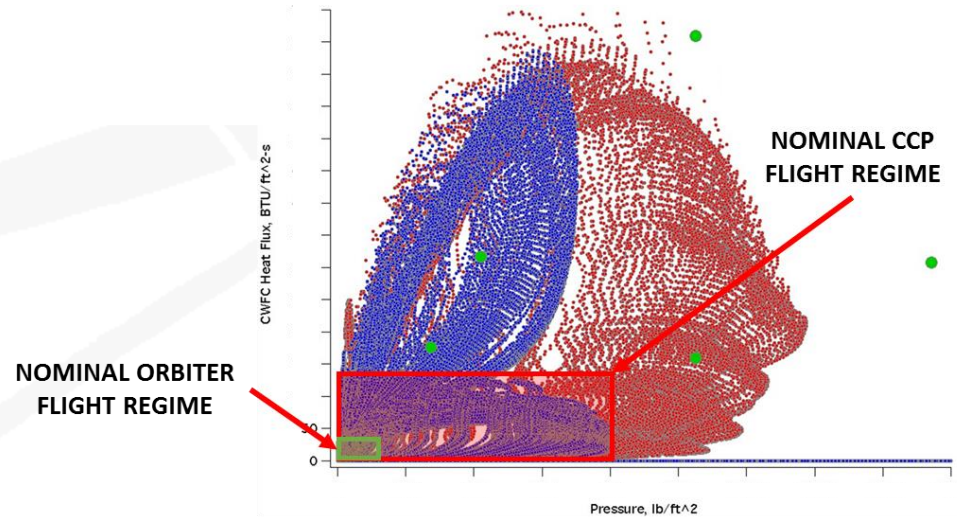 CWFC Heat Flux, BTU/ft^2-s
NOMINAL CCP
FLIGHT REGIME
NOMINAL ORBITER
FLIGHT REGIME
0
Pressure, lb/ft^2